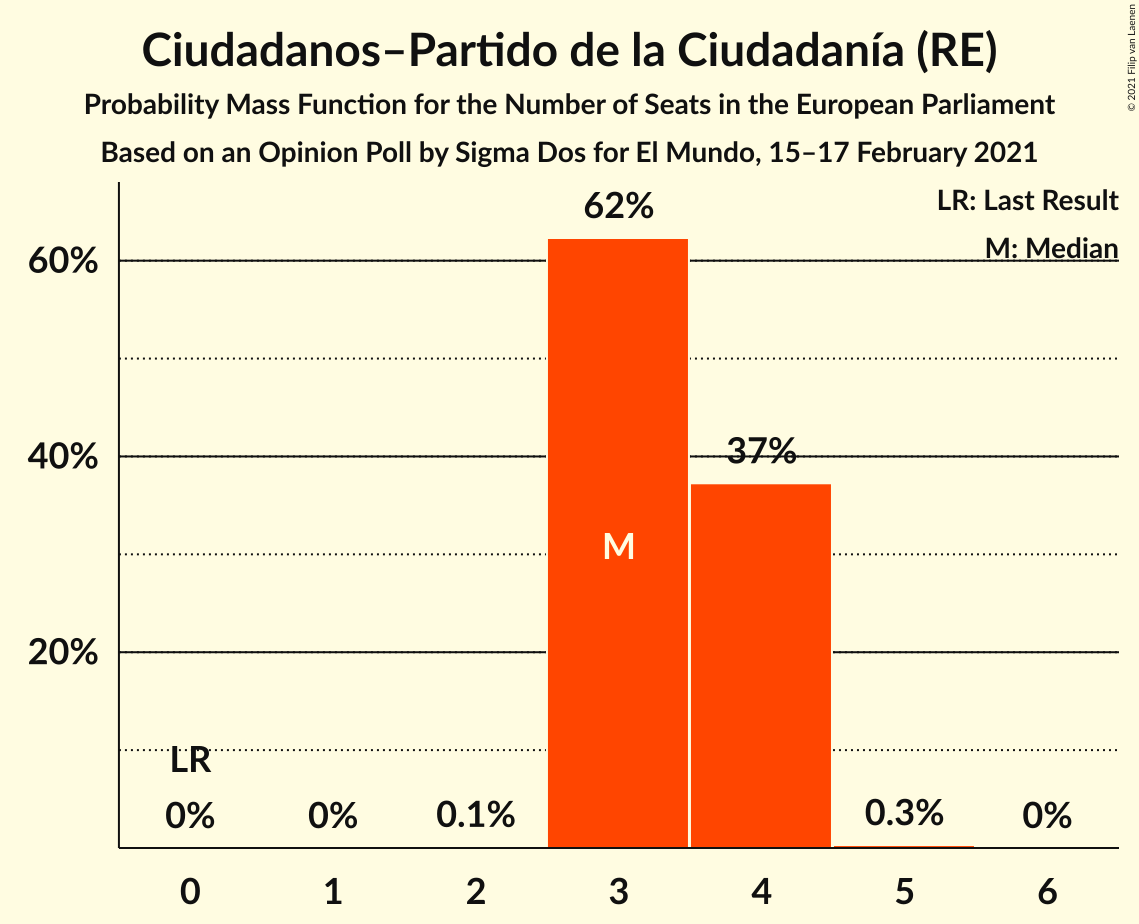 Ciudadanos–Partido de la Ciudadanía (RE)
Probability Mass Function for the Number of Seats in the European Parliament
Based on an Opinion Poll by Sigma Dos for El Mundo, 15–17 February 2021
© 2021 Filip van Laenen
LR: Last Result
M: Median
62%
60%
37%
40%
M
20%
LR
0% 0% 0.1% 0.3% 0%
0 1 2 3 4 5 6